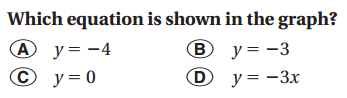 Which equation is shown in the graph?
Ⓐ y = −4 Ⓑ y = −3
Ⓒ y = 0 Ⓓ y = −3x